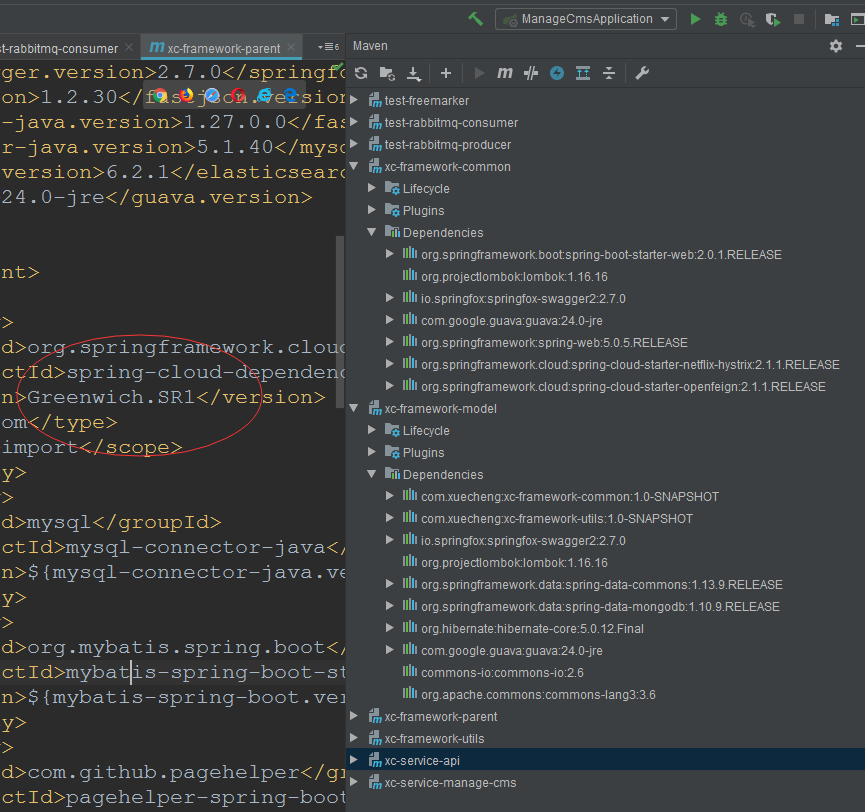 ManageCmsApplication
st-rabbitmq-consumer
xc-framework-parent
6
Maven
ger.version>2.7.0</springfo
on>1.2.30</fastjson.version
-java.version>1.27.0.0</fas
r-java.version>5.1.40</myso
version>6.2.1</elasticsearc
24.0-jre</guava.version>
nt>
>
d>org.springframework.cloud
ctId>spring-cloud-dependenc
n>Greenwich.SR1</version>
om</type>
import</scope>
y>
>
d>mysql</groupId>
ctId>mysql-connector-java</
n>${mysql-connector-java.ve
y>
>
d>org.mybatis.spring.boot</
ctId>mybatis-spring-boot-st
n>${mybatis-spring-boot.ver
y>
>
d>com.github.pagehelper</gr
ctId>pagehelper-spring-boot
test-freemarker
test-rabbitmq-consumer
test-rabbitmq-producer
xc-framework-common
Lifecycle
Plugins
Dependencies
org.springframework.boot:spring-boot-starter-web:2.0.1.RELEASE
org.projectlombok:lombok:1.16.16
io.springfox:springfox-swagger2:2.7.0
com.google.guava:guava:24.0-jre
org.springframework:spring-web:5.0.5.RELEASE
org.springframework.cloud:spring-cloud-starter-netflix-hystrix:2.1.1.RELEASE
org.springframework.cloud:spring-cloud-starter-openfeign:2.1.1.RELEASE
xc-framework-model
Lifecycle
Plugins
Dependencies
com.xuecheng:xc-framework-common:1.0-SNAPSHOT
com.xuecheng:xc-framework-utils:1.0-SNAPSHOT
io.springfox:springfox-swagger2:2.7.0
org.projectlombok:lombok:1.16.16
org.springframework.data:spring-data-commons:1.13.9.RELEASE
org.springframework.data:spring-data-mongodb:1.10.9.RELEASE
org.hibernate:hibernate-core:5.0.12.Final
com.google.guava:guava:24.0-jre
commons-io:commons-io:2.6
org.apache.commons:commons-lang3:3.6
xc-framework-parent
xc-framework-utils
xc-service-api
xc-service-manage-cms